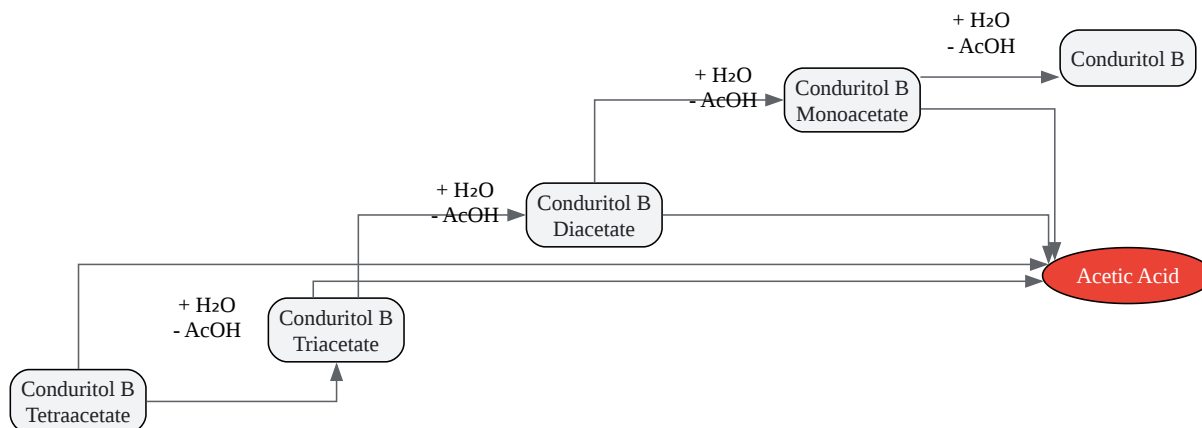 + H₂O
- AcOH
Conduritol B
+ H₂O
- AcOH
Conduritol B
Monoacetate
+ H₂O
- AcOH
Conduritol B
Diacetate
Acetic Acid
+ H₂O
- AcOH
Conduritol B
Triacetate
Conduritol B
Tetraacetate